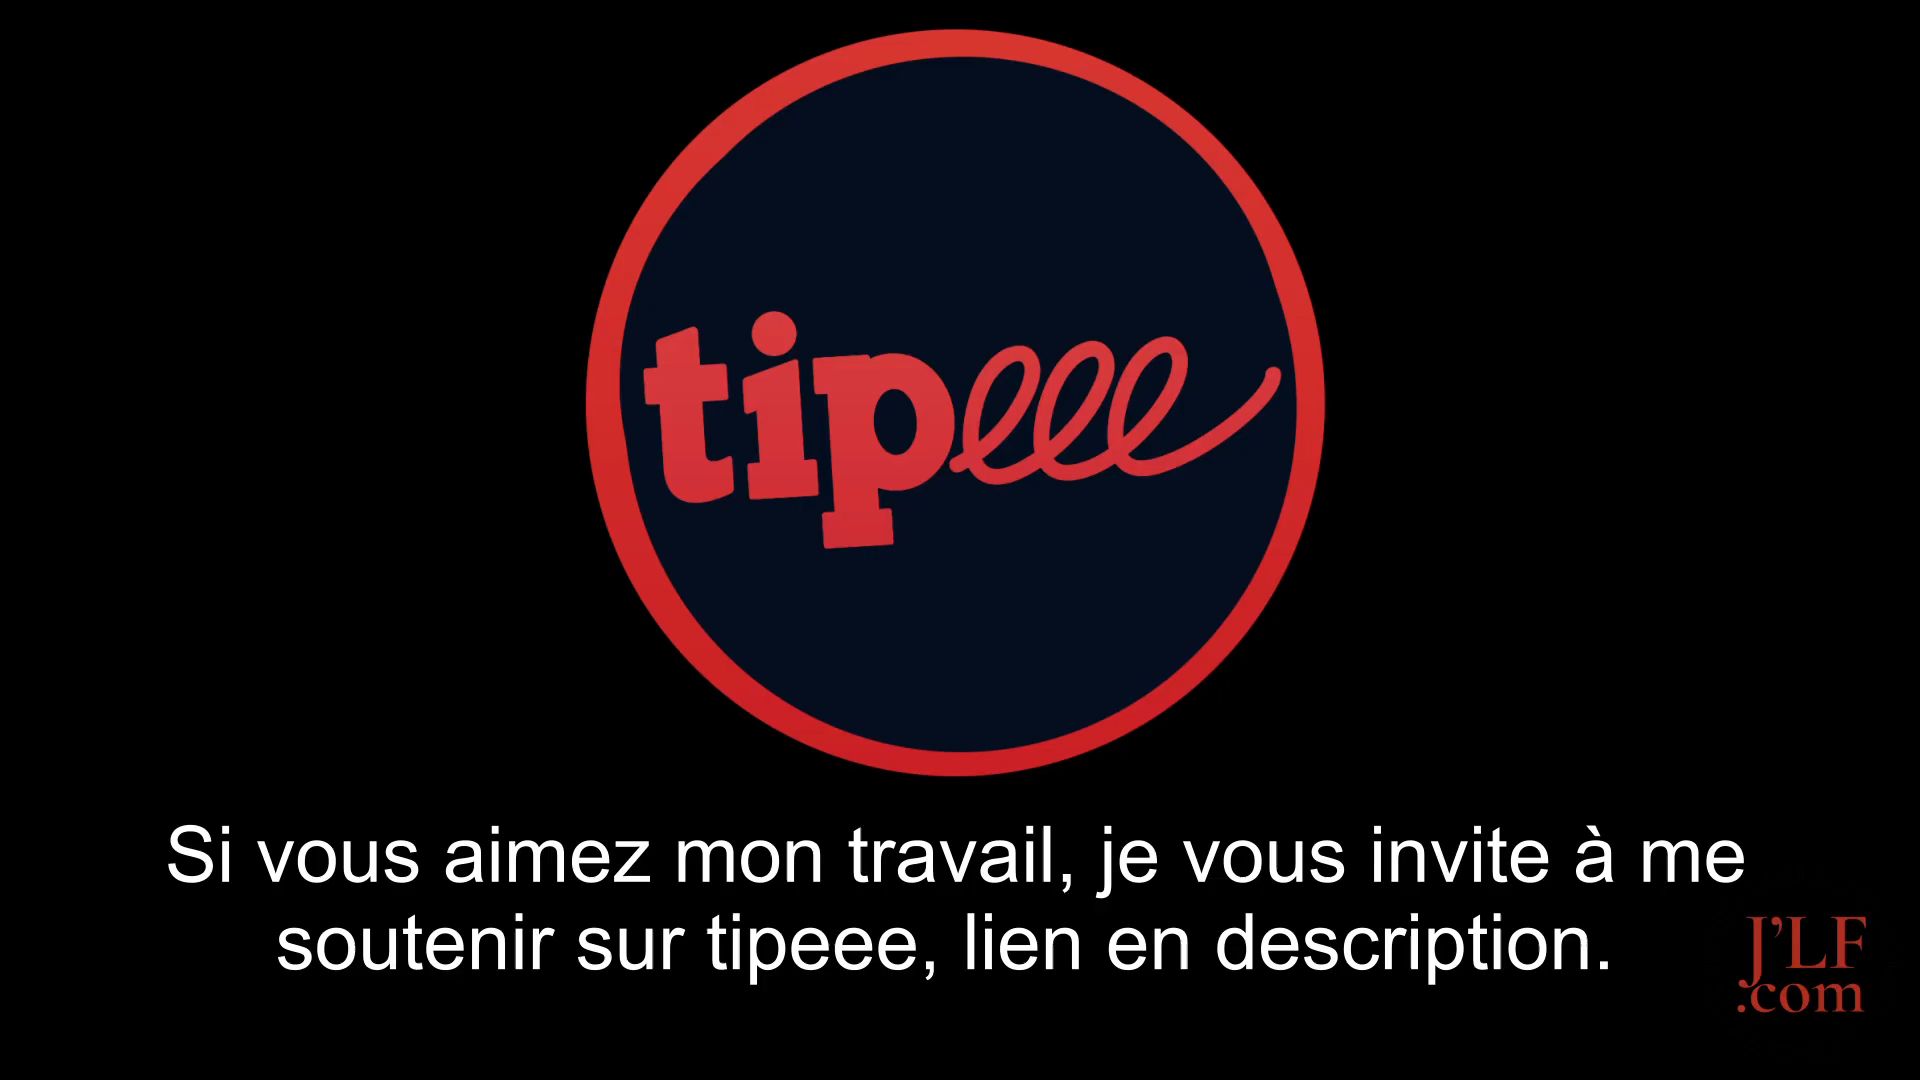 tipeee
Si vous aimez mon travail, je vous invite à me
soutenir sur tipeee, lien en description.
J'LF
.com